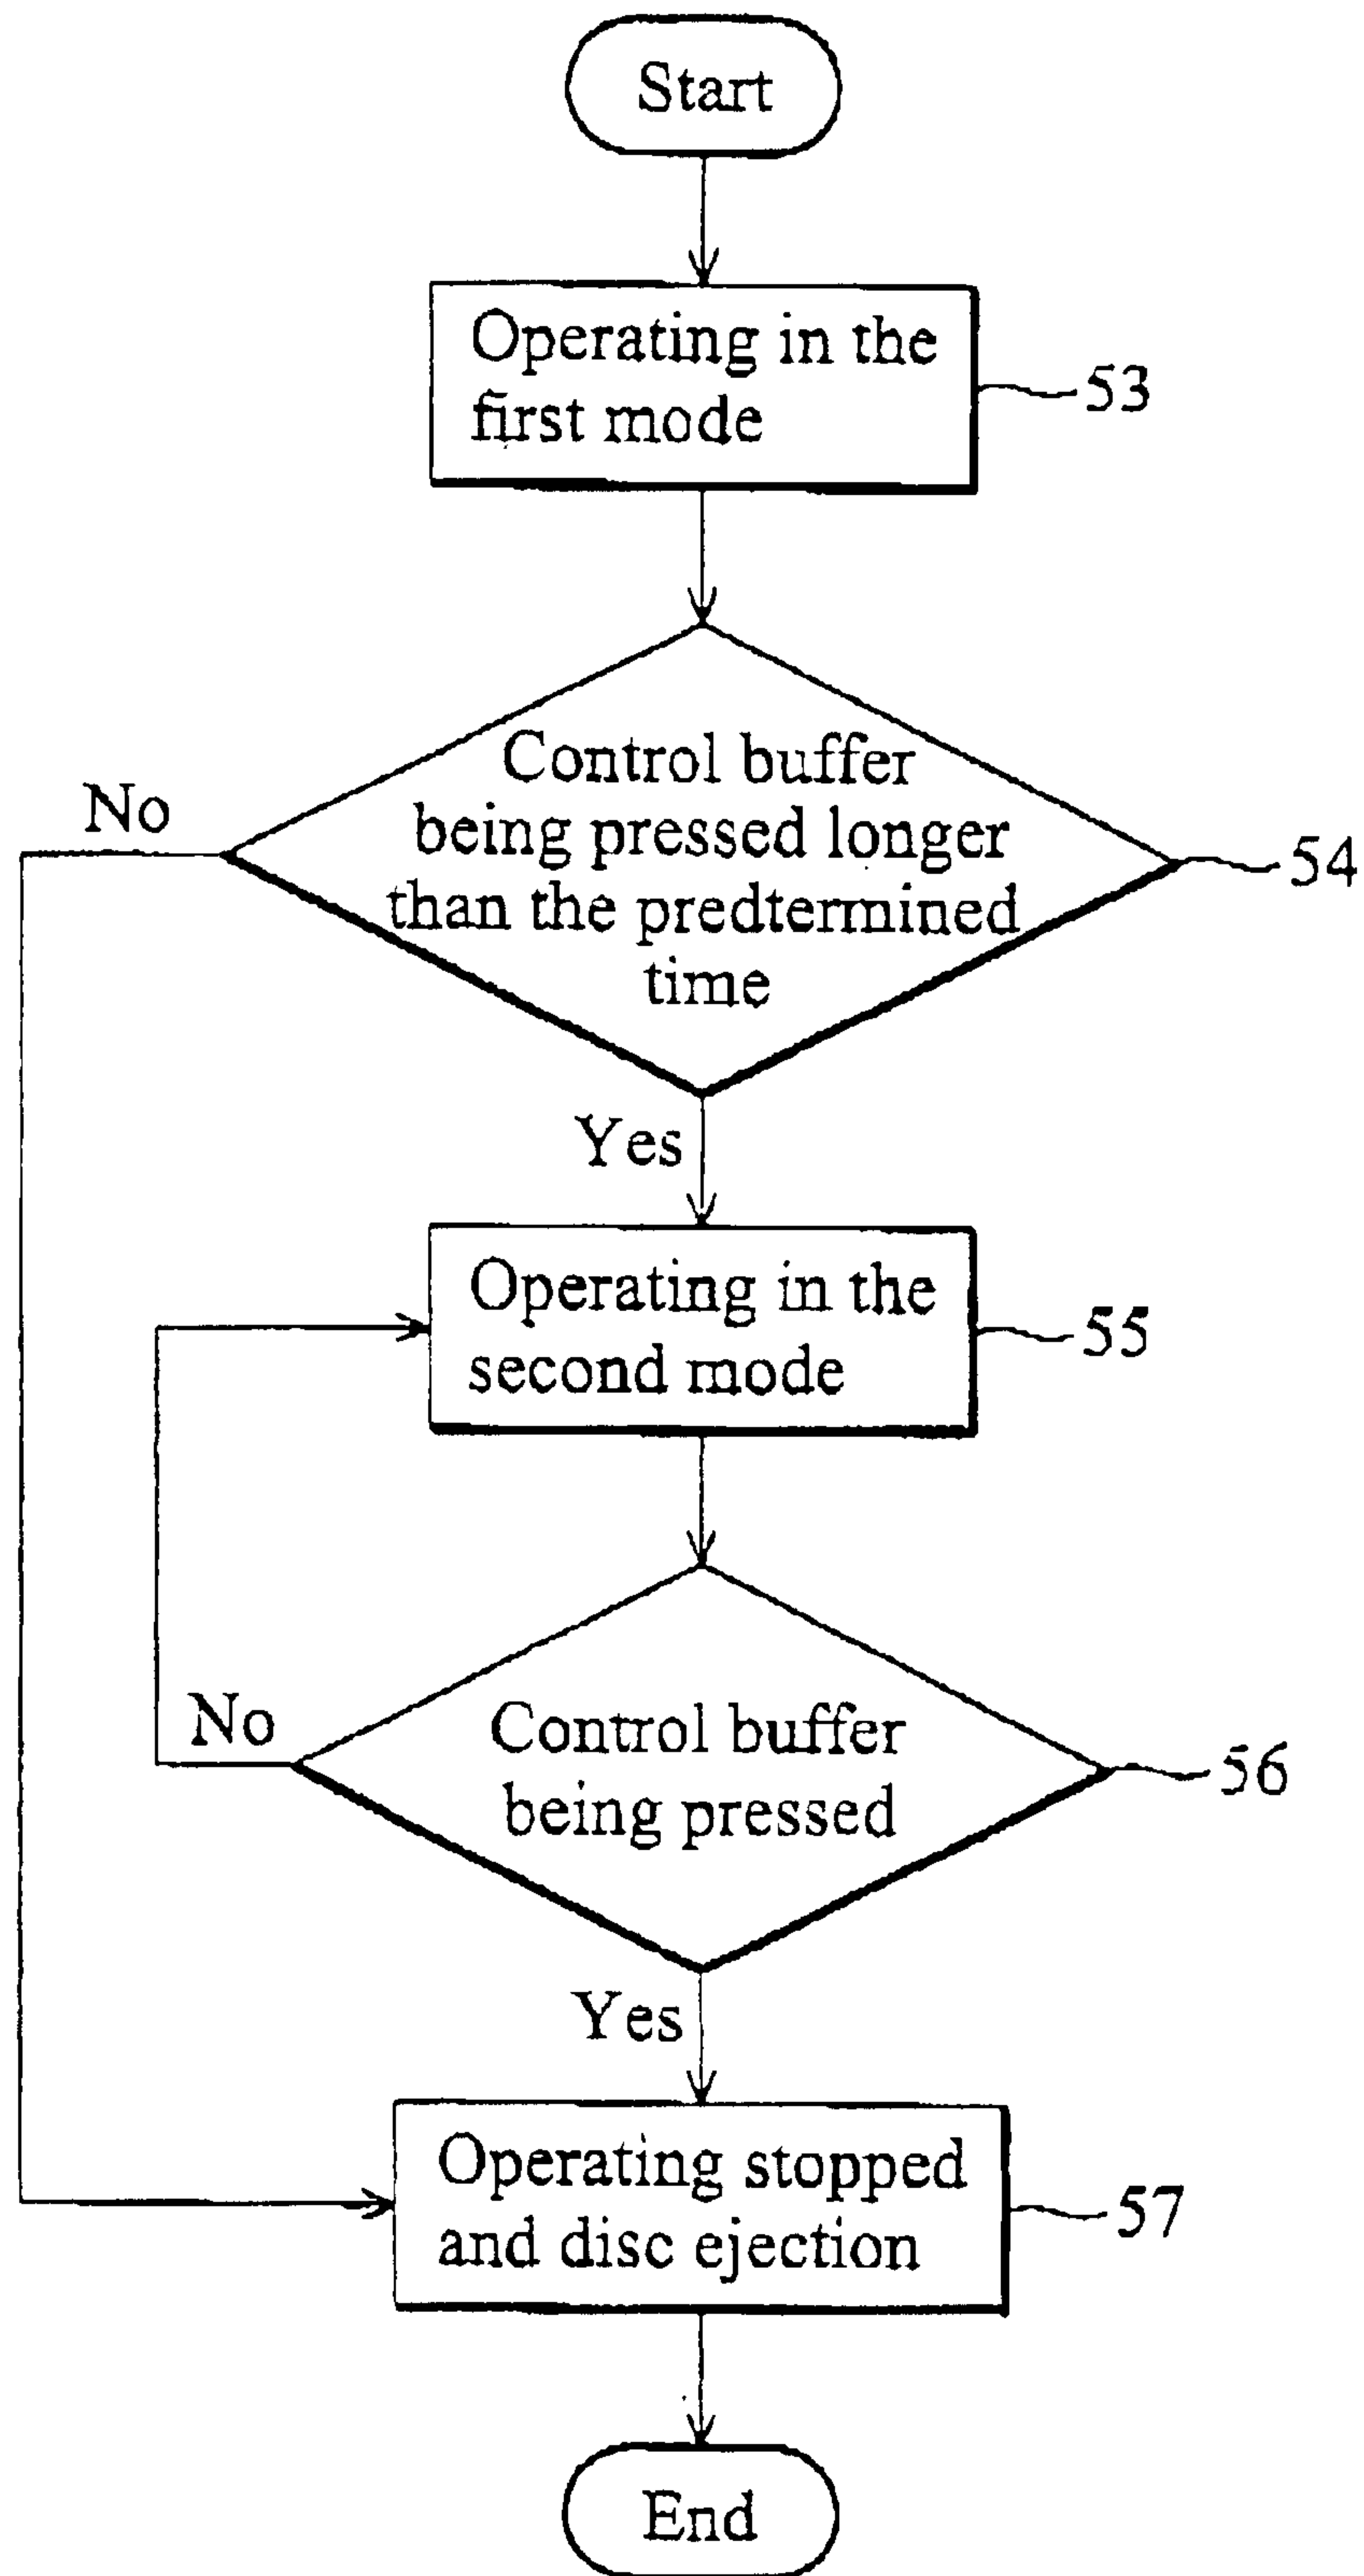 Start
Operating in the
first mode
53
Control buffer
being pressed longer
than the predtermined
time
54
No
Yes
Operating in the
second mode
55
Control buffer
being pressed
56
No
Yes
Operating stopped
and disc ejection
57
End